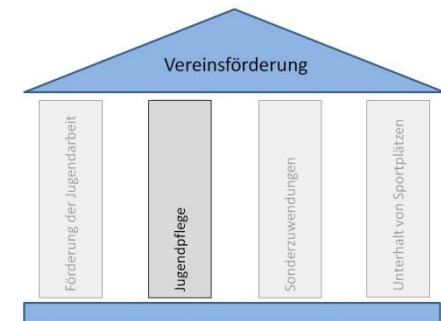 Vereinsförderung
Förderung der Jugendarbeit
Jugendpflege
Sonderzuwendungen
Unterhalt von Sportplätzen